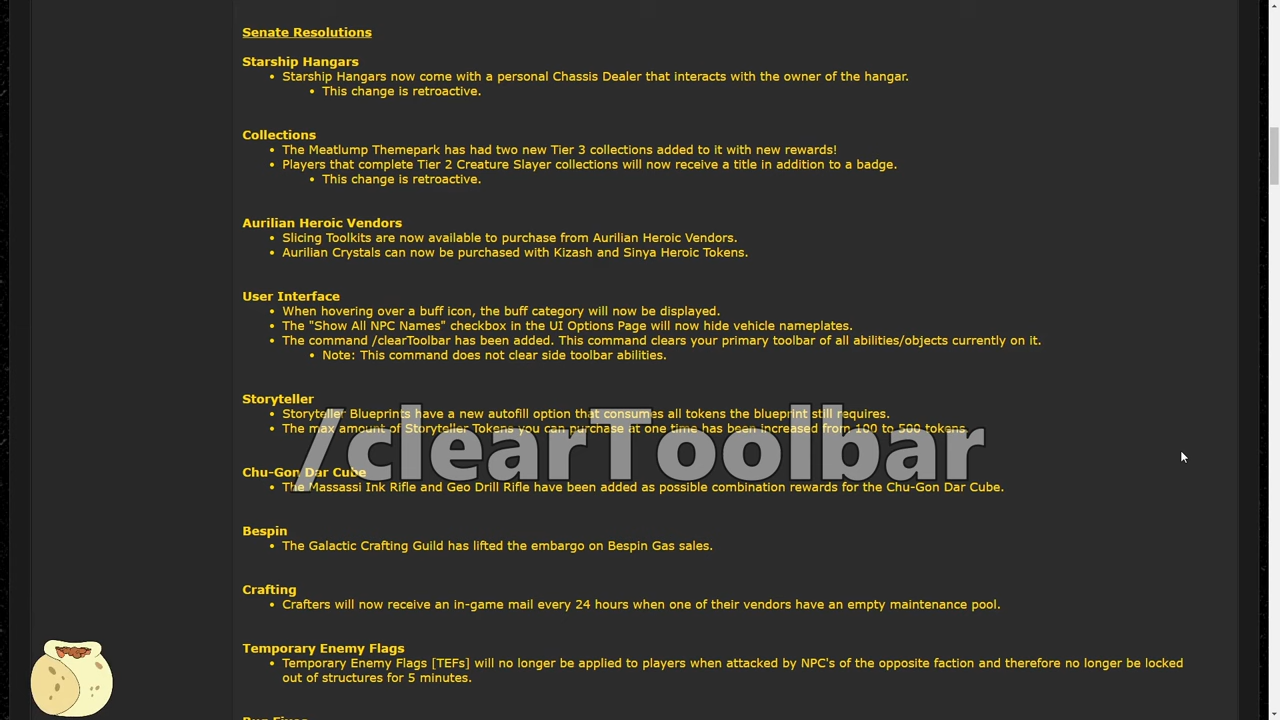 Senate Resolutions
Starship Hangars
• Starship Hangars now come with a personal Chassis Dealer that interacts with the owner of the hangar.
• This change is retroactive.
Collections
• The Meatlump Themepark has had two new Tier 3 collections added to it with new rewards!
• Players that complete Tier 2 Creature Slayer collections will now receive a title in addition to a badge.
• This change is retroactive.
Aurilian Heroic Vendors
• Slicing Toolkits are now available to purchase from Aurilian Heroic Vendors.
• Aurilian Crystals can now be purchased with Kizash and Sinya Heroic Tokens.
User Interface
• When hovering over a buff icon, the buff category will now be displayed.
• The "Show All NPC Names" checkbox in the UI Options Page will now hide vehicle nameplates.
• The command /clearToolbar has been added. This command clears your primary toolbar of all abilities/objects currently on it.
• Note: This command does not clear side toolbar abilities.
Storyteller
• Storyteller Blueprints have a new autofill option that consumes all tokens the blueprint still requires.
• The max amount of Storyteller Tokens you can purchase at one time has been increased from 100 to 500 tokens.
/clearToolbar
Chu-Gon Dar Cube
• The Massassi Ink Rifle and Geo Drill Rifle have been added as possible combination rewards for the Chu-Gon Dar Cube.
Bespin
• The Galactic Crafting Guild has lifted the embargo on Bespin Gas sales.
Crafting
• Crafters will now receive an in-game mail every 24 hours when one of their vendors have an empty maintenance pool.
Temporary Enemy Flags
• Temporary Enemy Flags [TEFs] will no longer be applied to players when attacked by NPC's of the opposite faction and therefore no longer be locked
out of structures for 5 minutes.